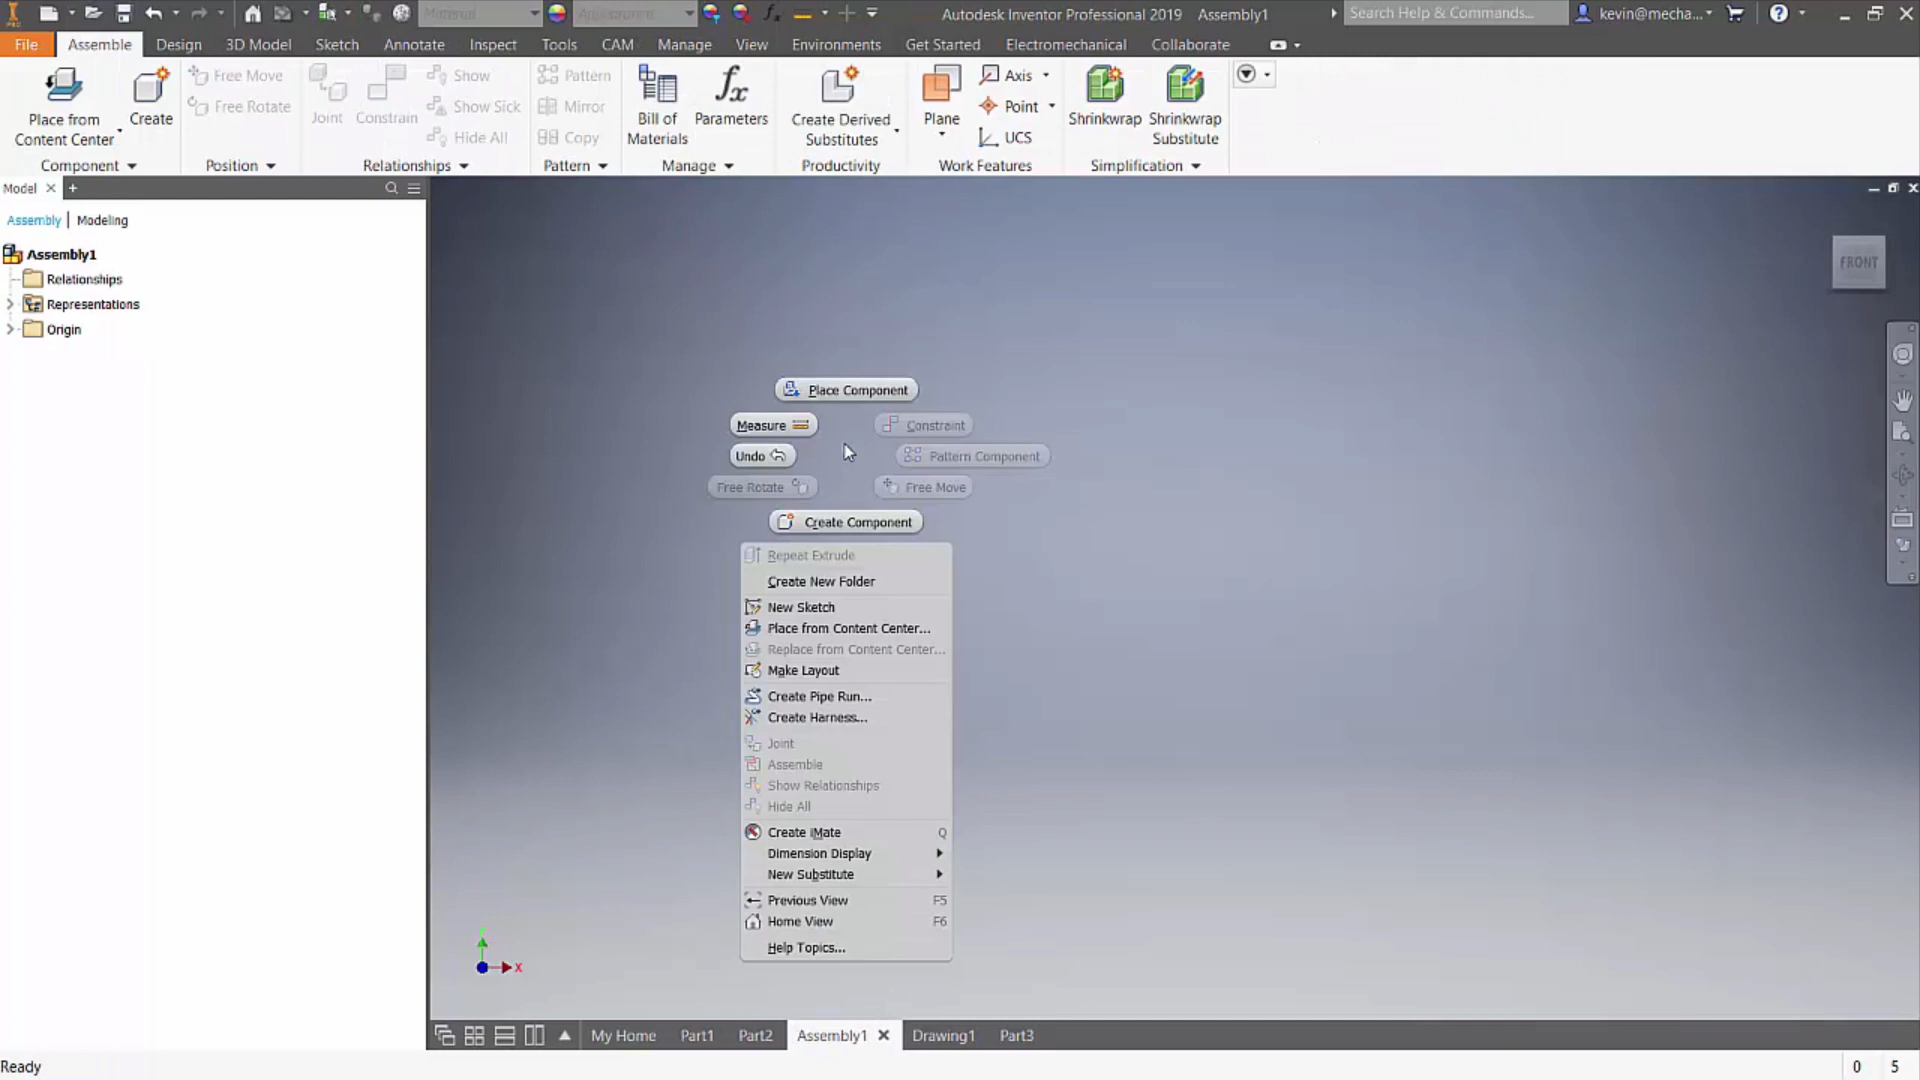 Material
Appearance
Autodesk Inventor Professional 2019 Assembly1
Search Help & Commands...
kevin@mecha...
PRO
File Assemble Design 3D Model Sketch Annotate Inspect Tools CAM Manage View Environments Get Started Electromechanical Collaborate
Place from
Content Center
Create
Free Move
Free Rotate
Joint
Constrain
Show
Show Sick
Hide All
Pattern
Mirror
Copy
Bill of
Materials
Parameters
Create Derived
Substitutes
Plane
Axis
Point
UCS
Shrinkwrap
Shrinkwrap
Substitute
Component Position Relationships Pattern Manage Productivity Work Features Simplification
Model
Assembly | Modeling
Assembly1
Relationships
Representations
Origin
FRONT
Place Component
Measure
Constraint
Undo
Pattern Component
Free Rotate
Free Move
Create Component
Repeat Extrude
Create New Folder
New Sketch
Place from Content Center...
Replace from Content Center...
Make Layout
Create Pipe Run...
Create Harness...
Joint
Assemble
Show Relationships
Hide All
Create iMate Q
Dimension Display
New Substitute
Previous View F5
Home View F6
Help Topics...
X
My Home Part1 Part2 Assembly1 Drawing1 Part3
Ready
0 5